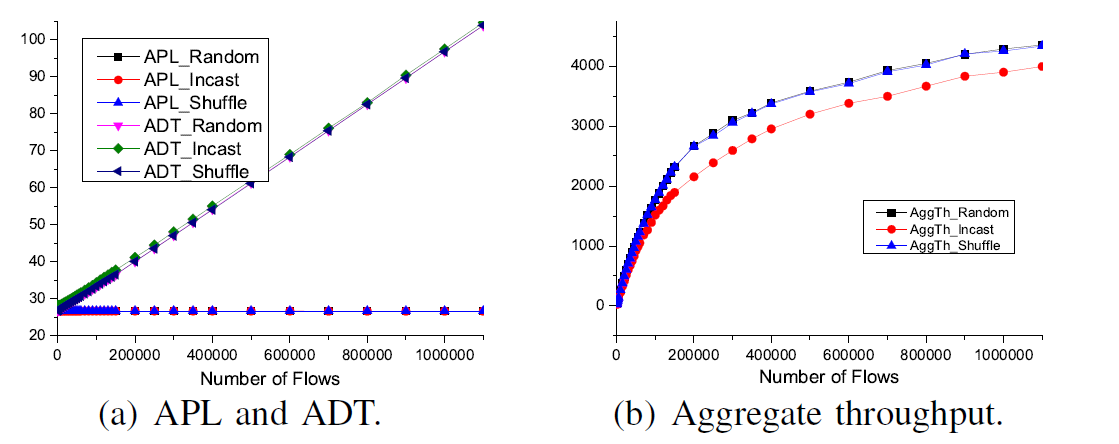 100
90
80
70
60
50
40
30
20
0
200000
400000
600000
800000
1000000
APL_Random
APL_Incast
APL_Shuffle
ADT_Random
ADT_Incast
ADT_Shuffle
Number of Flows
(a) APL and ADT.
4000
3000
2000
1000
0
0
200000
400000
600000
800000
1000000
AggTh_Random
AggTh_Incast
AggTh_Shuffle
Number of Flows
(b) Aggregate throughput.